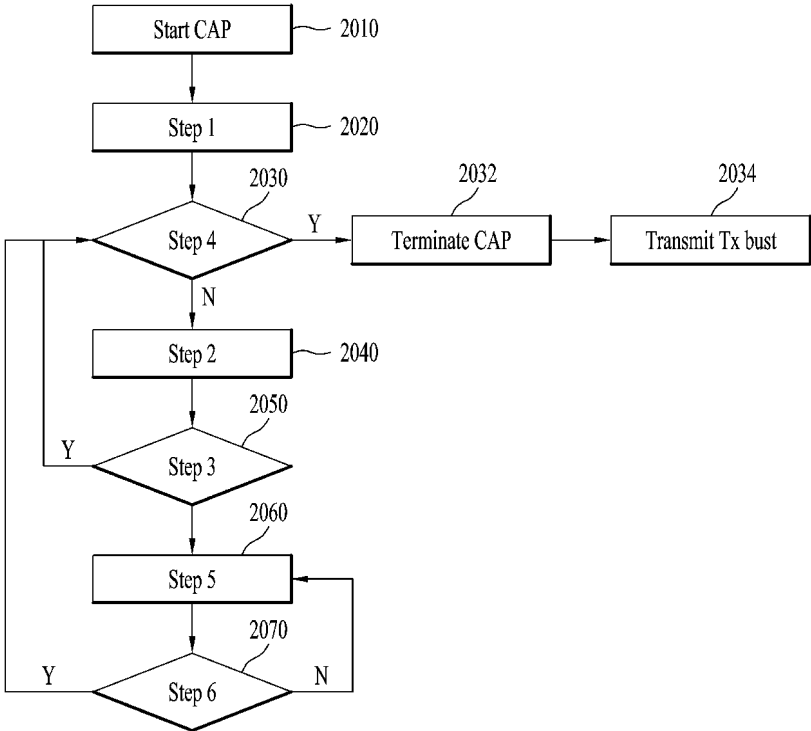 Start CAP
2010
Step 1
2020
2030
Step 4
Y
2032
Terminate CAP
2034
Transmit Tx bust
N
Step 2
2040
2050
Y
Step 3
2060
Step 5
2070
Y
Step 6
N